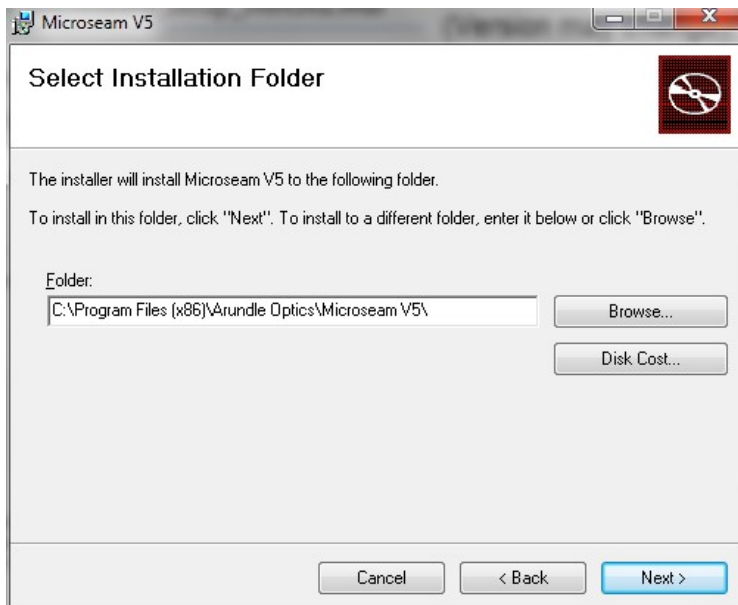 Microseam V5
Select Installation Folder
The installer will install Microseam V5 to the following folder.
To install in this folder, click "Next". To install to a different folder, enter it below or click "Browse".
Folder:
C:\Program Files (x86)\Arundle Optics\Microseam V5\
Browse...
Disk Cost...
Cancel
< Back
Next >